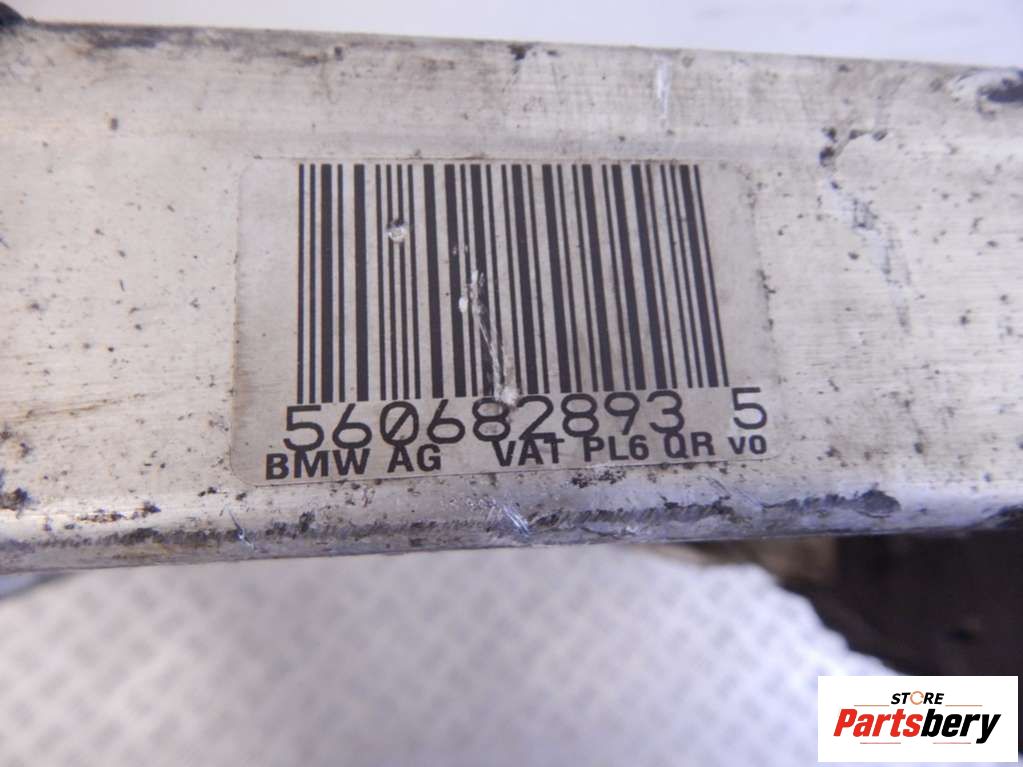 560682893 5
BMW AG VAT PL6 QR V0
STORE
Partsbery